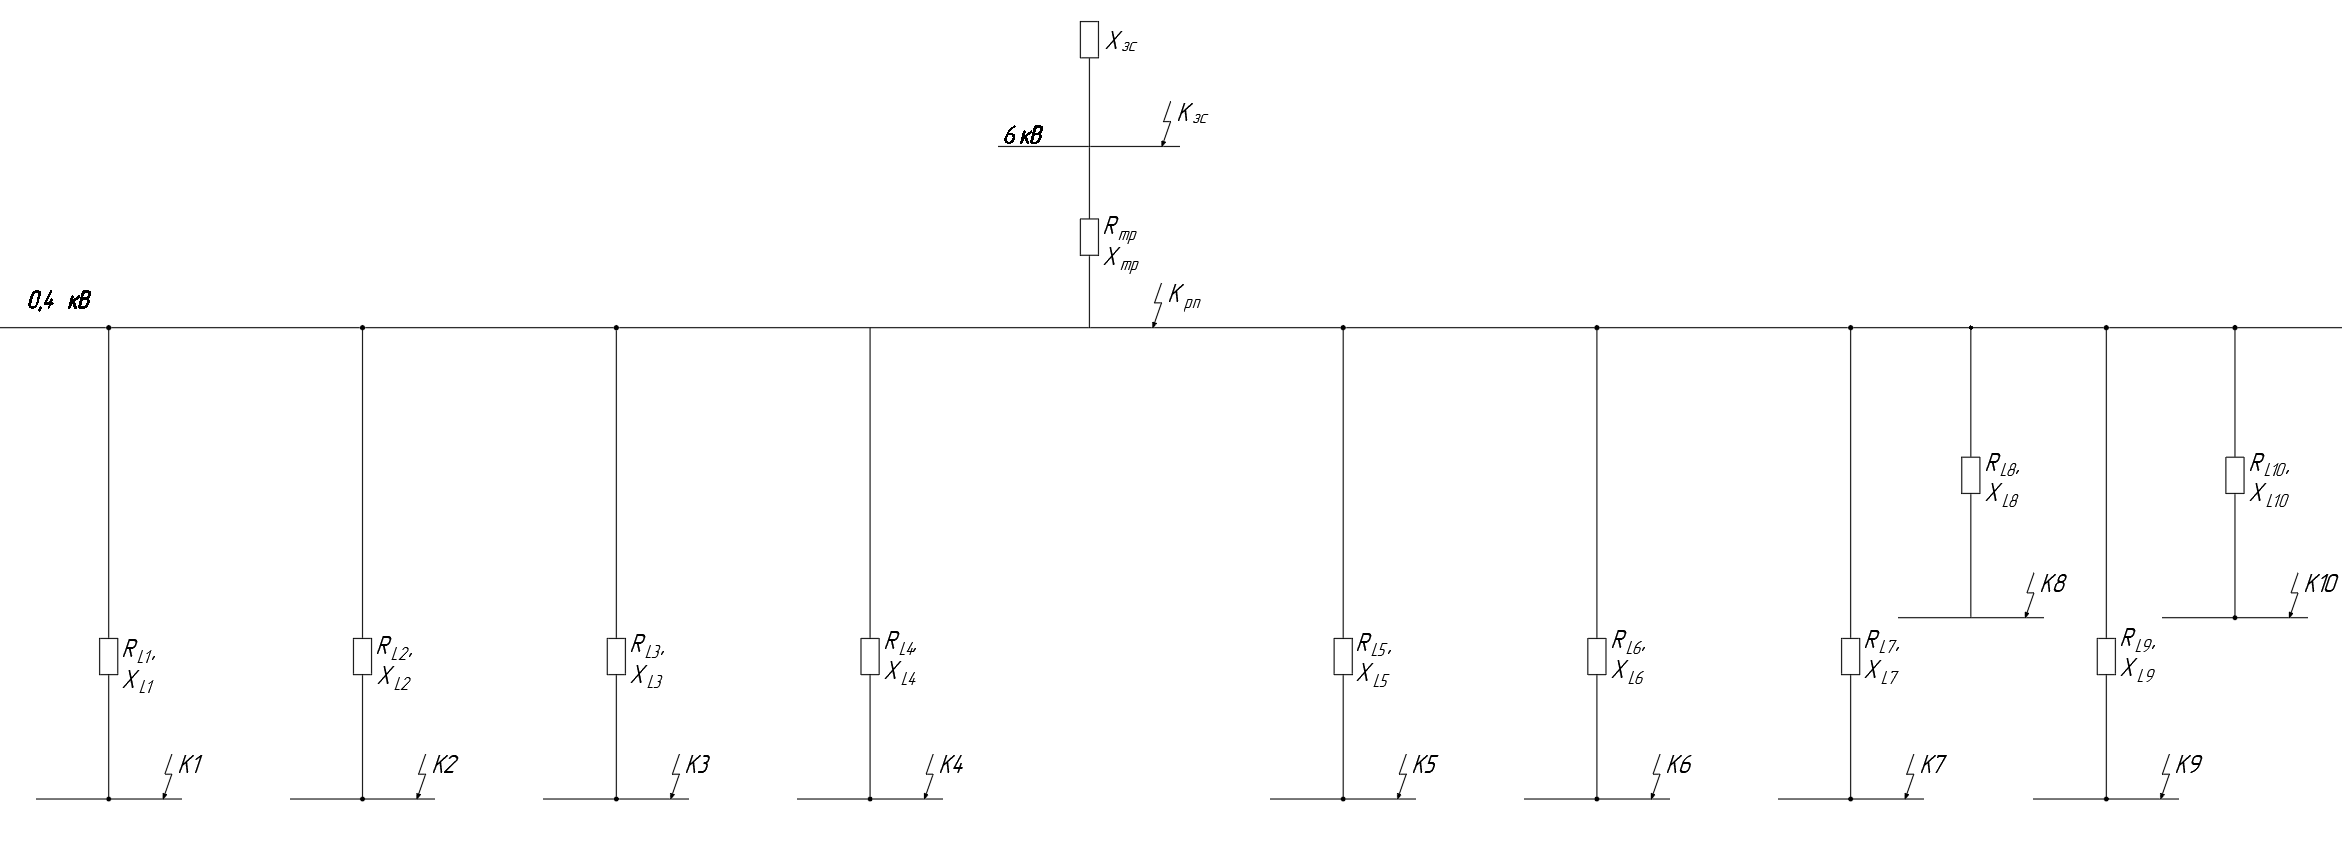 Xэс
Kэс
6 кВ
Rтр
Xтр
Kрп
0,4 кВ
RL8,
XL8
RL10,
XL10
K8
K10
RL1,
XL1
RL2,
XL2
RL3,
XL3
RL4,
XL4
RL5,
XL5
RL6,
XL6
RL7,
XL7
RL9,
XL9
K1
K2
K3
K4
K5
K6
K7
K9